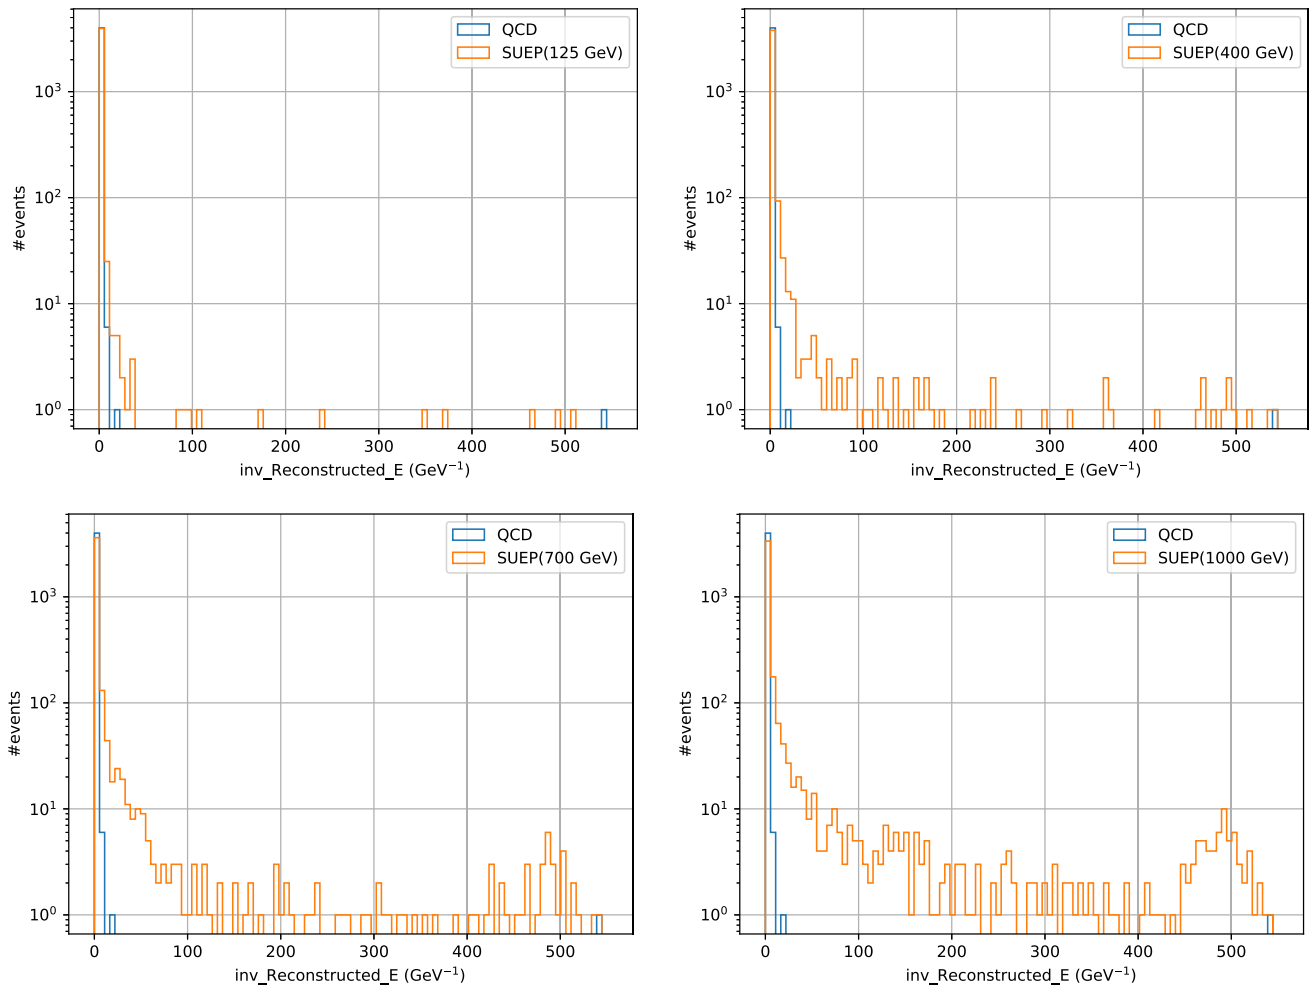 QCD
SUEP(125 GeV)
#events
10³
10²
10¹
10⁰
0 100 200 300 400 500
inv_Reconstructed_E (GeV⁻¹)
QCD
SUEP(400 GeV)
#events
10³
10²
10¹
10⁰
0 100 200 300 400 500
inv_Reconstructed_E (GeV⁻¹)
QCD
SUEP(700 GeV)
#events
10³
10²
10¹
10⁰
0 100 200 300 400 500
inv_Reconstructed_E (GeV⁻¹)
QCD
SUEP(1000 GeV)
#events
10³
10²
10¹
10⁰
0 100 200 300 400 500
inv_Reconstructed_E (GeV⁻¹)